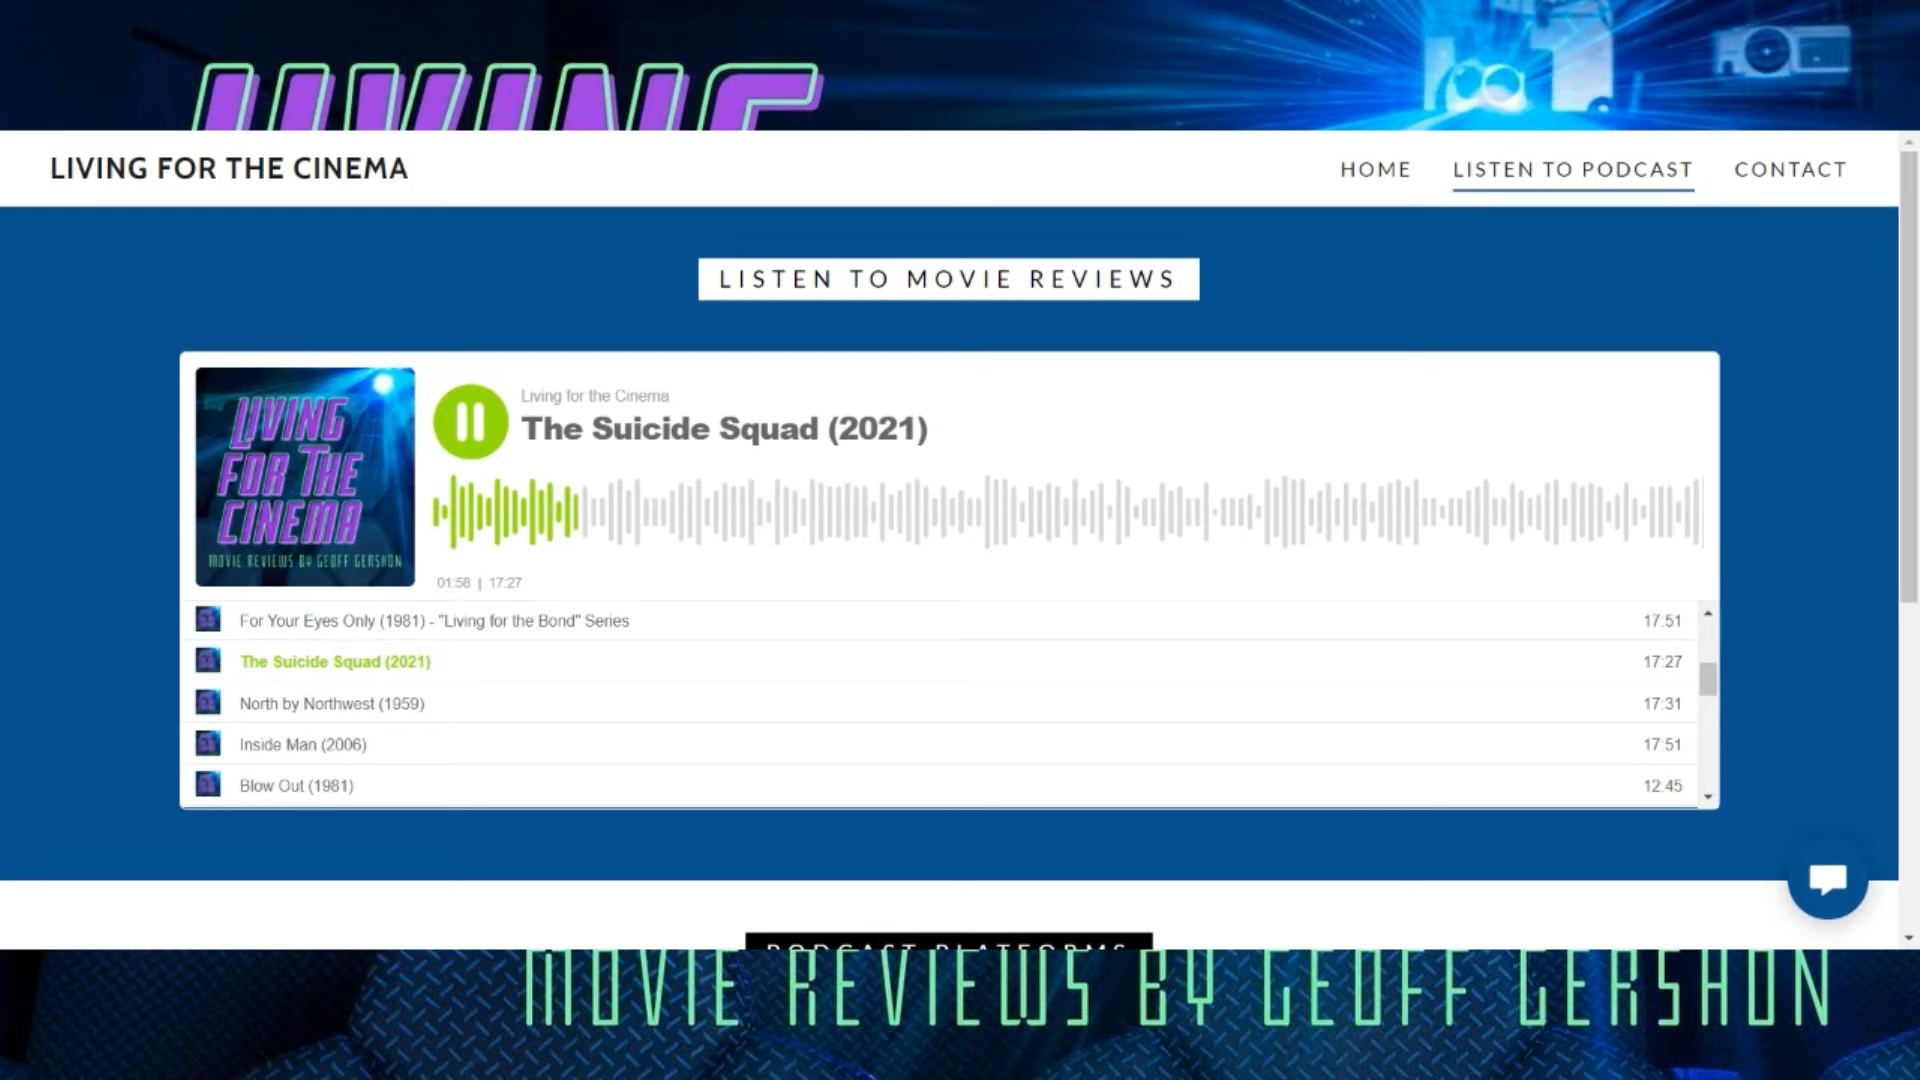 LIVING
LIVING FOR THE CINEMA
HOME
LISTEN TO PODCAST
CONTACT
LISTEN TO MOVIE REVIEWS
LIVING
FOR THE
CINEMA
MOVIE REVIEWS BY GEOFF GERSHON
Living for the Cinema
The Suicide Squad (2021)
01:58 | 17:27
For Your Eyes Only (1981) - "Living for the Bond" Series 17:51
The Suicide Squad (2021) 17:27
North by Northwest (1959) 17:31
Inside Man (2006) 17:51
Blow Out (1981) 12:45
PODCAST PLATFORMS
MOVIE REVIEWS BY GEOFF GERSHON